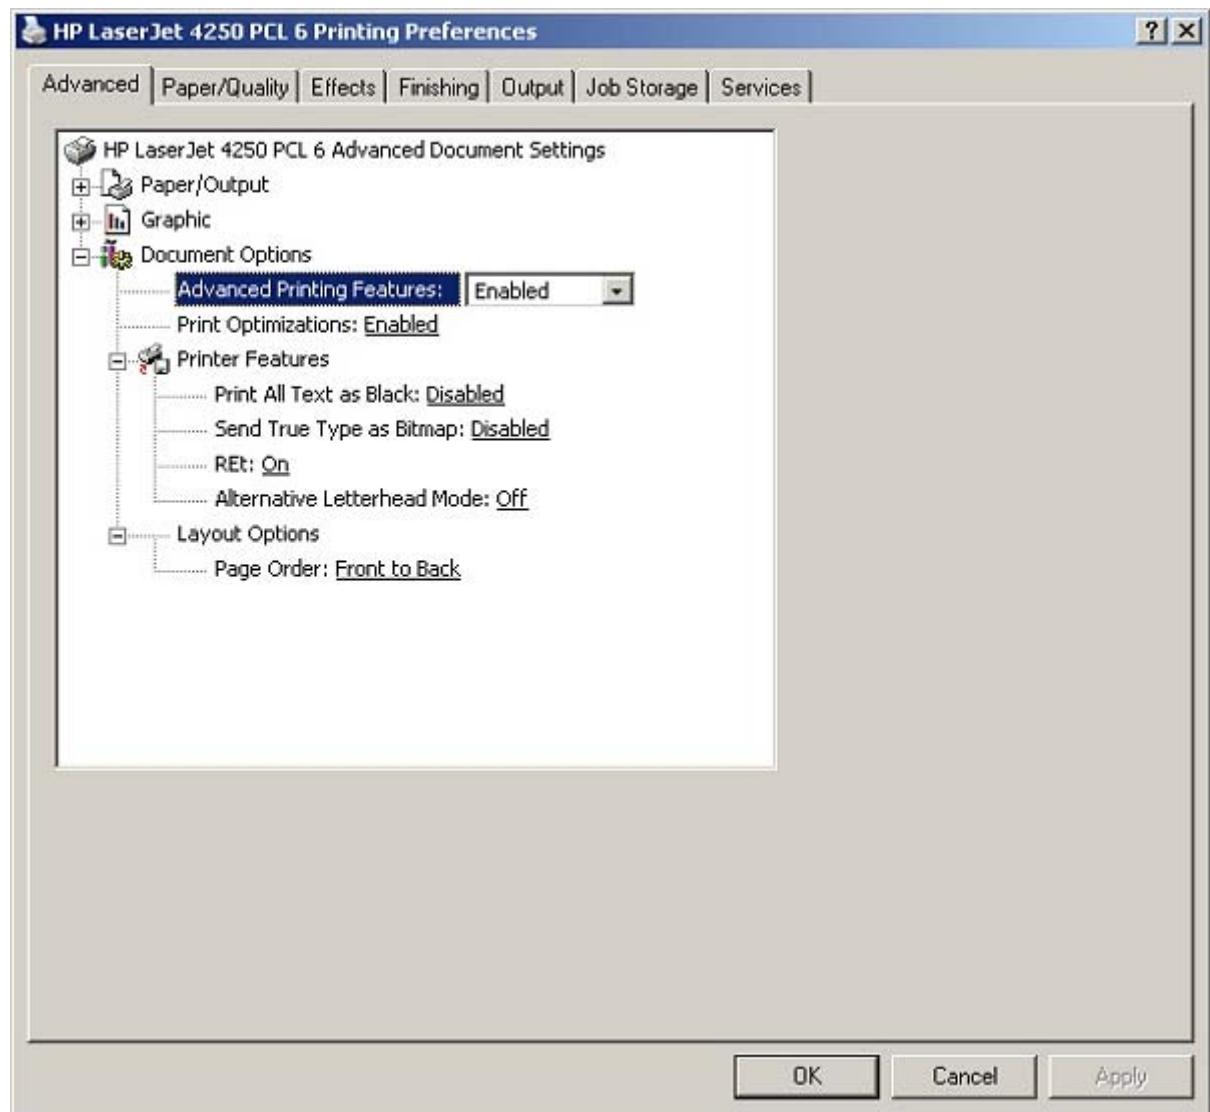 HP LaserJet 4250 PCL 6 Printing Preferences
Advanced Paper/Quality Effects Finishing Output Job Storage Services
HP LaserJet 4250 PCL 6 Advanced Document Settings
Paper/Output
Graphic
Document Options
Advanced Printing Features: Enabled
Print Optimizations: Enabled
Printer Features
Print All Text as Black: Disabled
Send True Type as Bitmap: Disabled
REt: On
Alternative Letterhead Mode: Off
Layout Options
Page Order: Front to Back
OK Cancel Apply